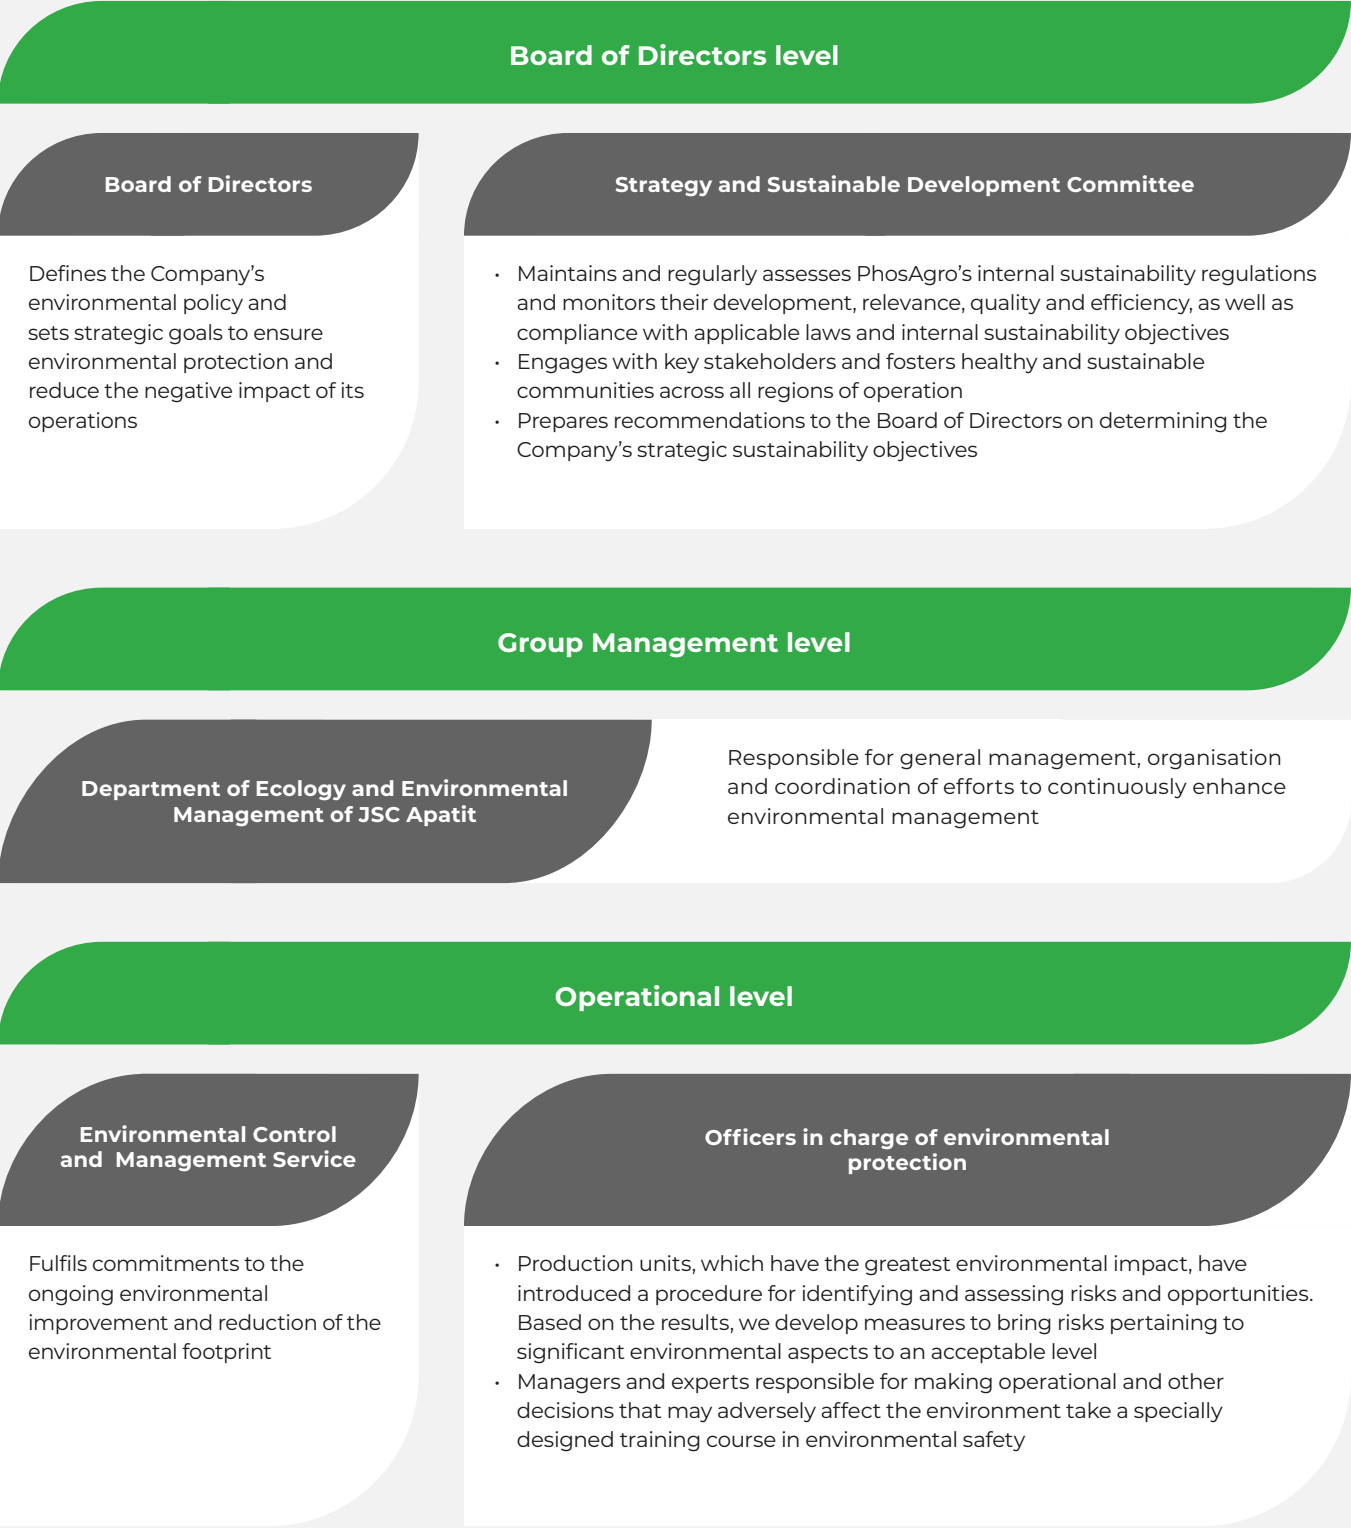 Board of Directors level
Board of Directors
Defines the Company's
environmental policy and
sets strategic goals to ensure
environmental protection and
reduce the negative impact of its
operations
Strategy and Sustainable Development Committee
• Maintains and regularly assesses PhosAgro's internal sustainability regulations
and monitors their development, relevance, quality and efficiency, as well as
compliance with applicable laws and internal sustainability objectives
• Engages with key stakeholders and fosters healthy and sustainable
communities across all regions of operation
• Prepares recommendations to the Board of Directors on determining the
Company's strategic sustainability objectives
Group Management level
Department of Ecology and Environmental
Management of JSC Apatit
Responsible for general management, organisation
and coordination of efforts to continuously enhance
environmental management
Operational level
Environmental Control
and Management Service
Fulfils commitments to the
ongoing environmental
improvement and reduction of the
environmental footprint
Officers in charge of environmental
protection
• Production units, which have the greatest environmental impact, have
introduced a procedure for identifying and assessing risks and opportunities.
Based on the results, we develop measures to bring risks pertaining to
significant environmental aspects to an acceptable level
• Managers and experts responsible for making operational and other
decisions that may adversely affect the environment take a specially
designed training course in environmental safety